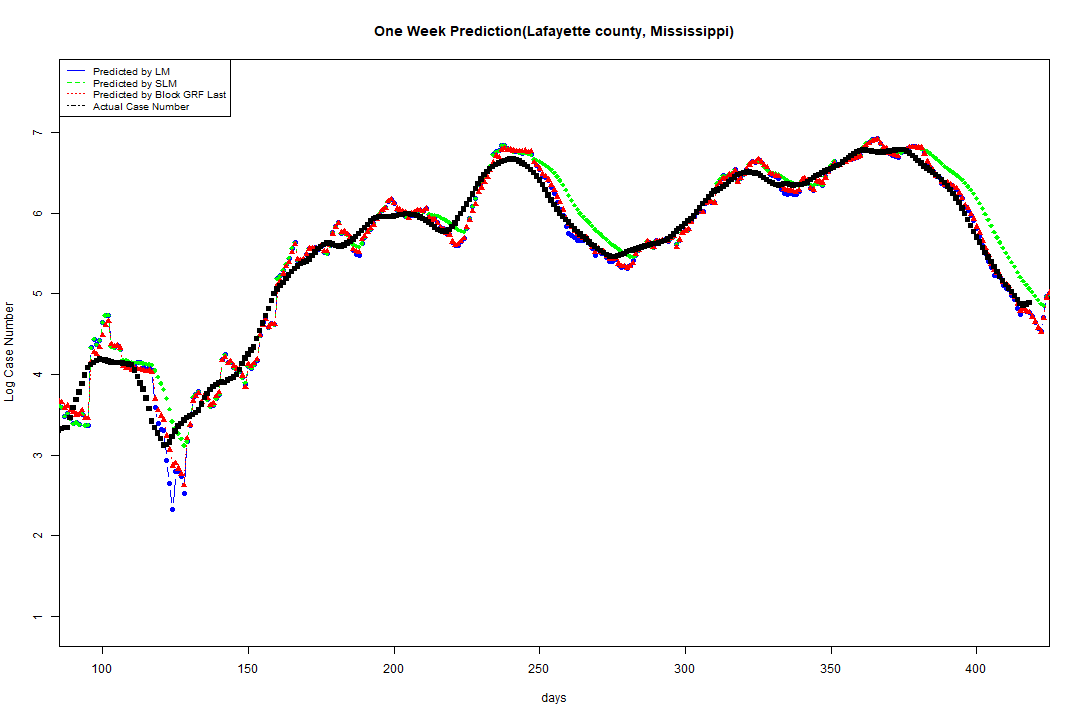 One Week Prediction(Lafayette county, Mississippi)
Predicted by LM
Predicted by SLM
Predicted by Block GRF Last
Actual Case Number
7
6
5
4
3
2
1
Log Case Number
100 150 200 250 300 350 400
days